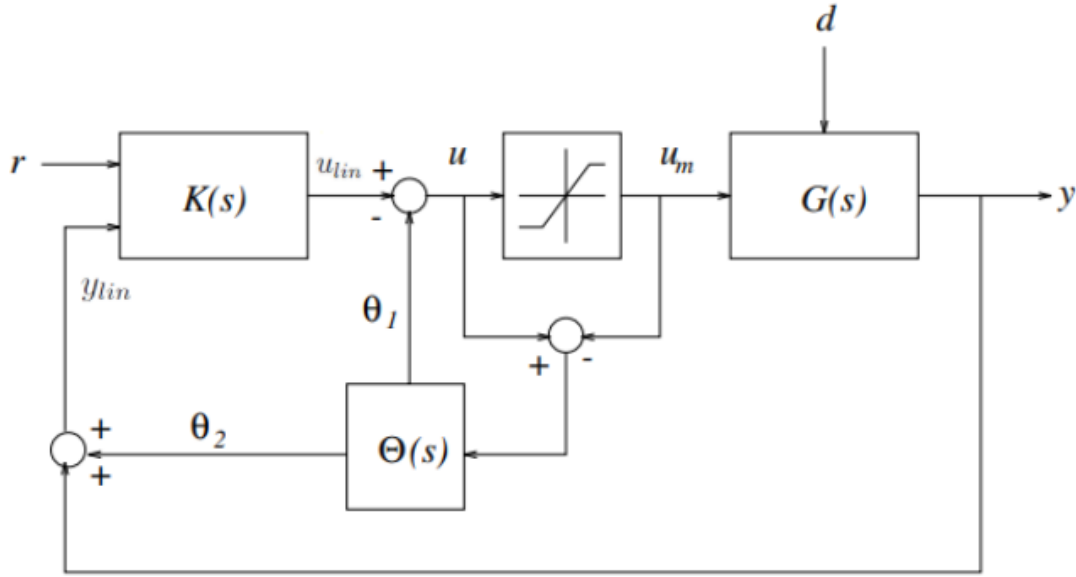 d
r
K(s)
u_lin
+
-
u
u_m
G(s)
y
y_lin
θ_1
+
-
θ_2
Θ(s)
+
+